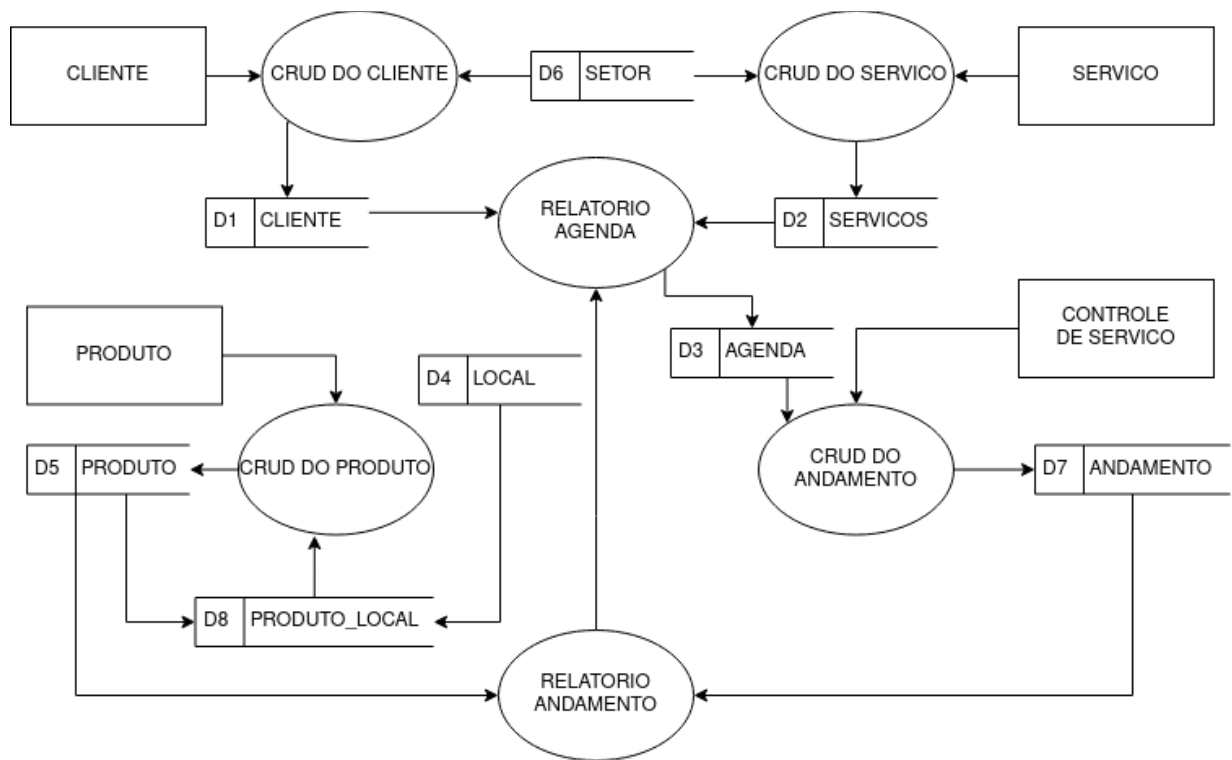 CLIENTE
CRUD DO CLIENTE
D6 SETOR
CRUD DO SERVICO
SERVICO
D1 CLIENTE
RELATORIO
AGENDA
D2 SERVICOS
PRODUTO
D4 LOCAL
D3 AGENDA
CONTROLE
DE SERVICO
D5 PRODUTO
CRUD DO PRODUTO
CRUD DO
ANDAMENTO
D7 ANDAMENTO
D8 PRODUTO_LOCAL
RELATORIO
ANDAMENTO